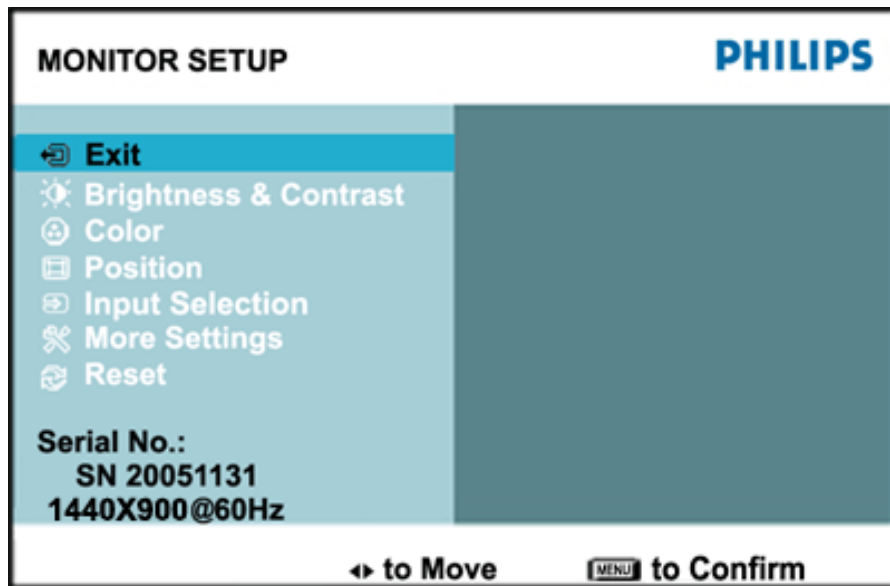 MONITOR SETUP
PHILIPS
Exit
Brightness & Contrast
Color
Position
Input Selection
More Settings
Reset
Serial No.:
SN 20051131
1440X900@60Hz
to Move
MENU to Confirm